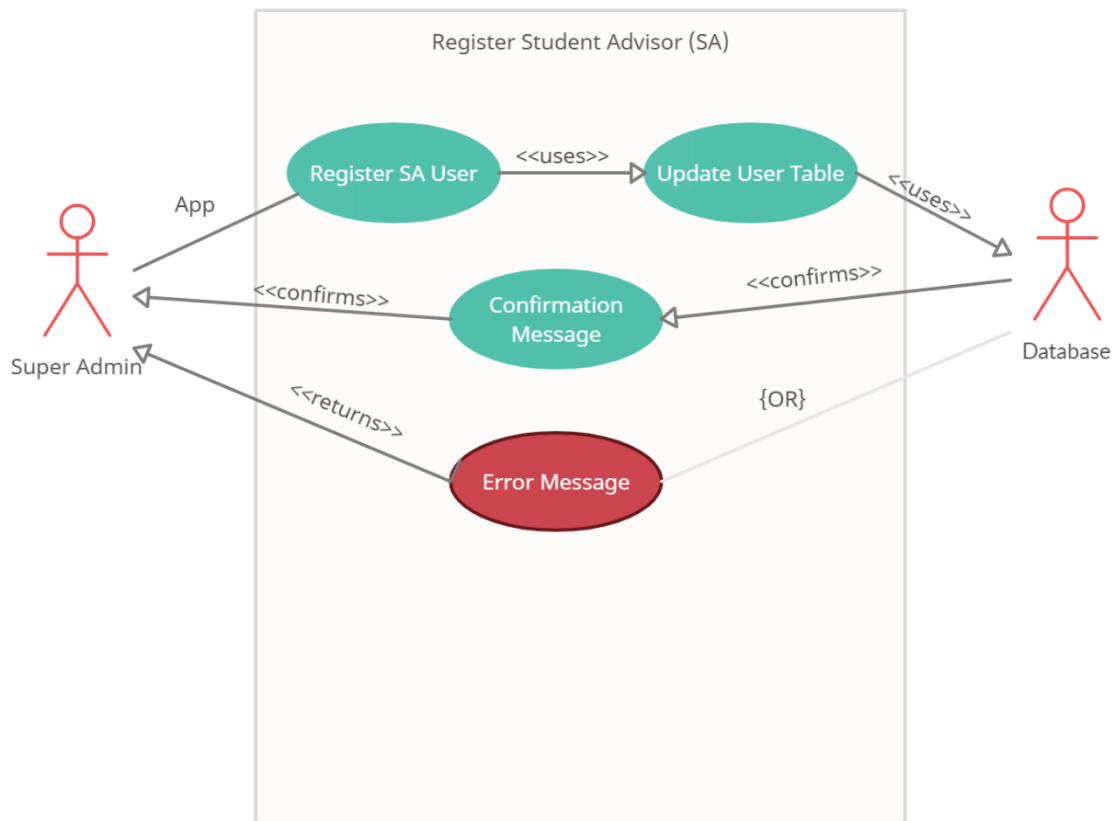 Register Student Advisor (SA)
<<uses>>
Register SA User
Update User Table
<<uses>>
App
<<confirms>>
<<confirms>>
Confirmation
Message
Super Admin
Database
<<returns>>
{OR}
Error Message